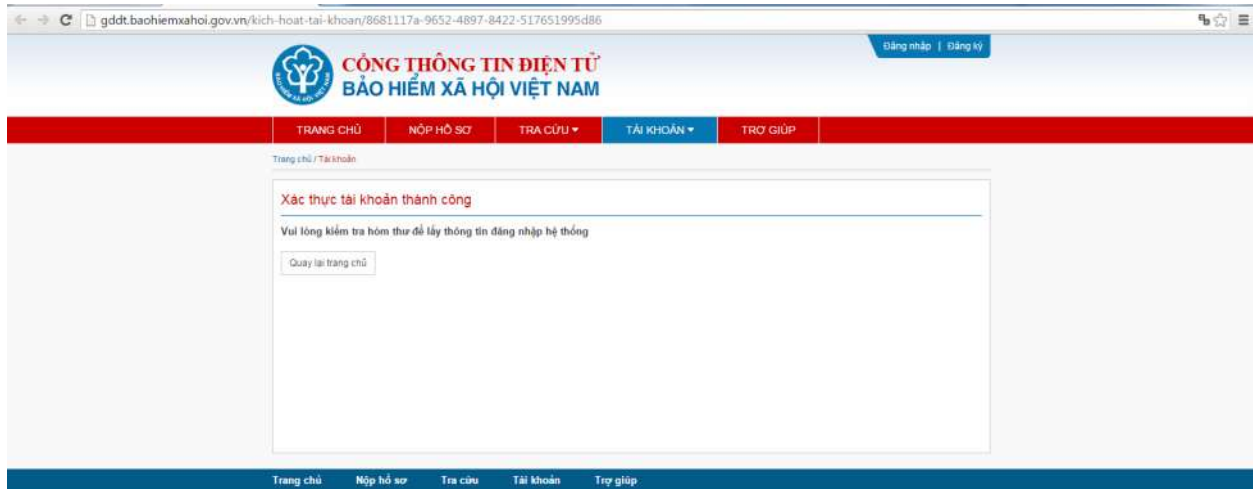 gddt.baohiemxahoi.gov.vn/kich-hoat-tai-khoan/8681117a-9652-4897-8422-517651995d86
Đăng nhập | Đăng ký
CỔNG THÔNG TIN ĐIỆN TỬ
BẢO HIỂM XÃ HỘI VIỆT NAM
TRANG CHỦ NỘP HỒ SƠ TRA CỨU TÀI KHOẢN TRỢ GIÚP
Trang chủ / Tài khoản
Xác thực tài khoản thành công
Vui lòng kiểm tra hòm thư để lấy thông tin đăng nhập hệ thống
Quay lại trang chủ
Trang chủ Nộp hồ sơ Tra cứu Tài khoản Trợ giúp